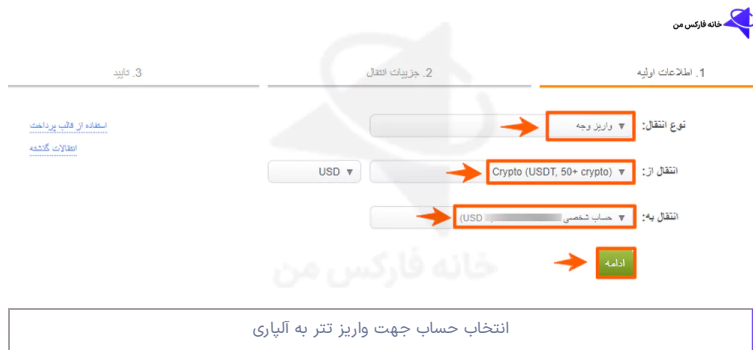 خانه فارکس من
1. اطلاعات اولیه
2. جزییات انتقال
3. تایید
نوع انتقال: واریز وجه ▼
استفاده از قالب پرداخت
انتقالات گذشته
انتقال از: Crypto (USDT, 50+ crypto) ▼ USD ▼
انتقال به: حساب شخصی (USD ▼
ادامه
خانه فارکس من
انتخاب حساب جهت واریز تتر به آلپاری